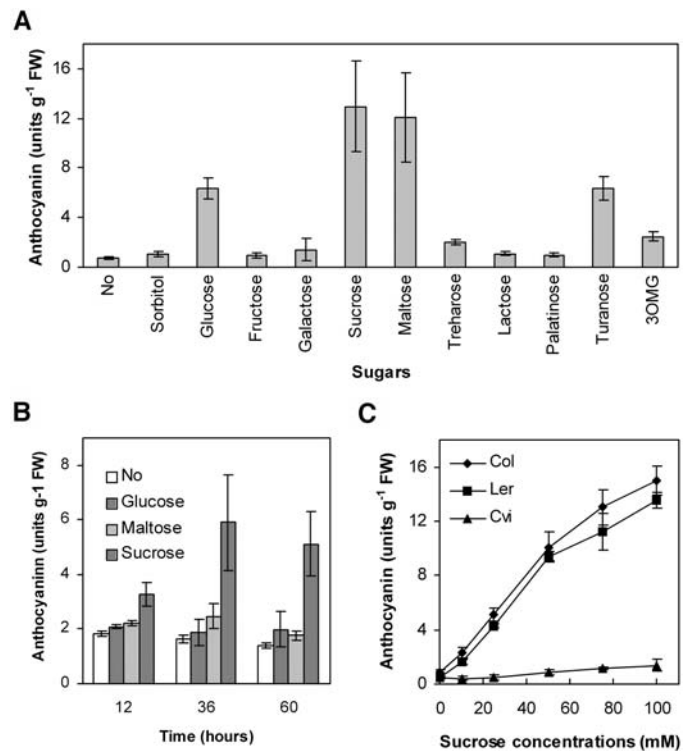 A
Anthocyanin (units g-1 FW)
16
12
8
4
0
No
Sorbitol
Glucose
Fructose
Galactose
Sucrose
Maltose
Treharose
Lactose
Palatinose
Turanose
3OMG
Sugars
B
Anthocyaninn (units g-1 FW)
8
6
4
2
0
No
Glucose
Maltose
Sucrose
12
36
60
Time (hours)
C
Anthocyanin (units g-1 FW)
16
12
8
4
0
Col
Ler
Cvi
0
20
40
60
80
100
Sucrose concentrations (mM)